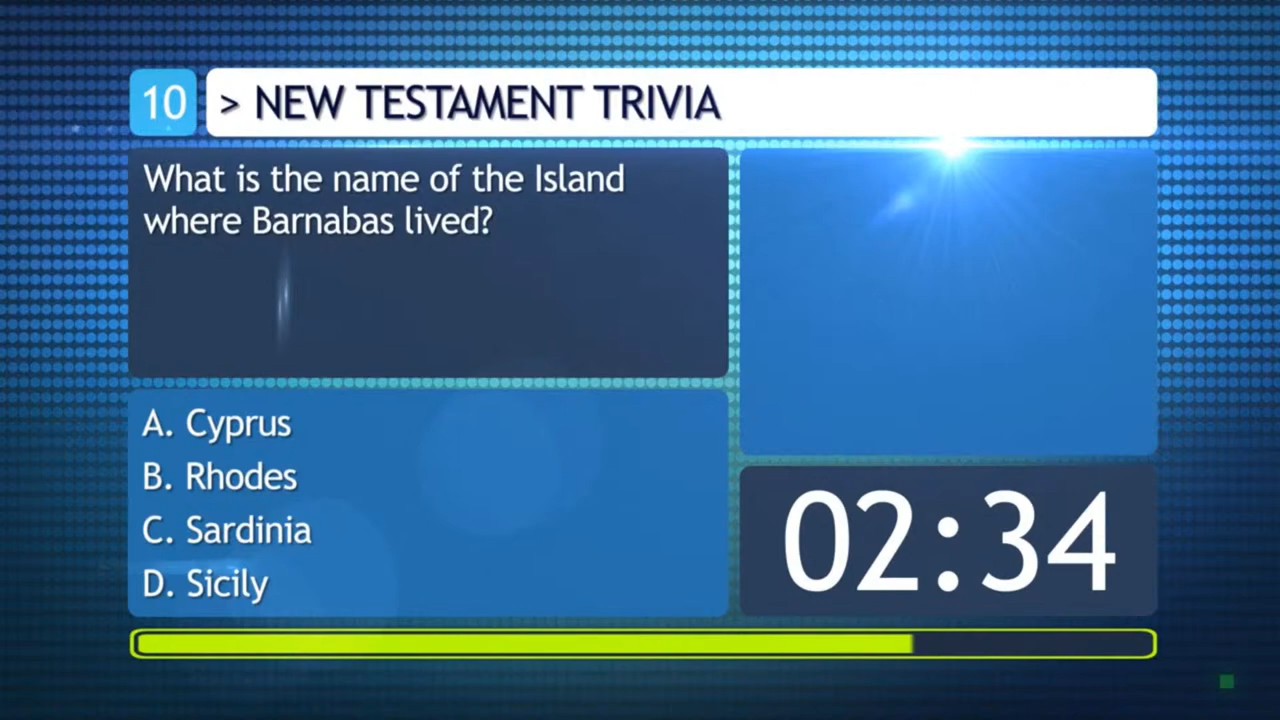 10 > NEW TESTAMENT TRIVIA
What is the name of the Island
where Barnabas lived?
A. Cyprus
B. Rhodes
C. Sardinia
D. Sicily
02:34